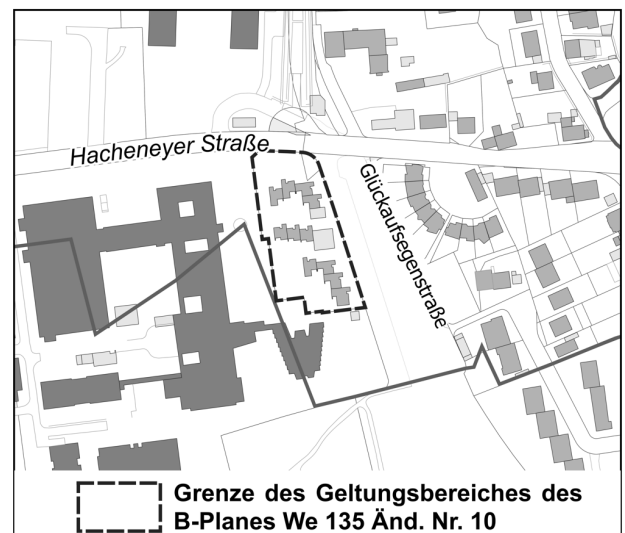 Hacheneyer Straße
Glückaufsegenstraße
Grenze des Geltungsbereiches des
B-Planes We 135 Änd. Nr. 10